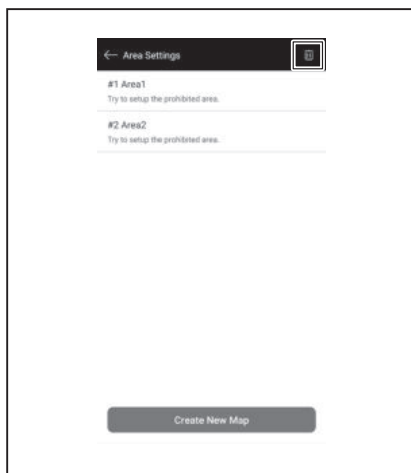 Area Settings
#1 Area1
Try to setup the prohibited area.
#2 Area2
Try to setup the prohibited area.
Create New Map